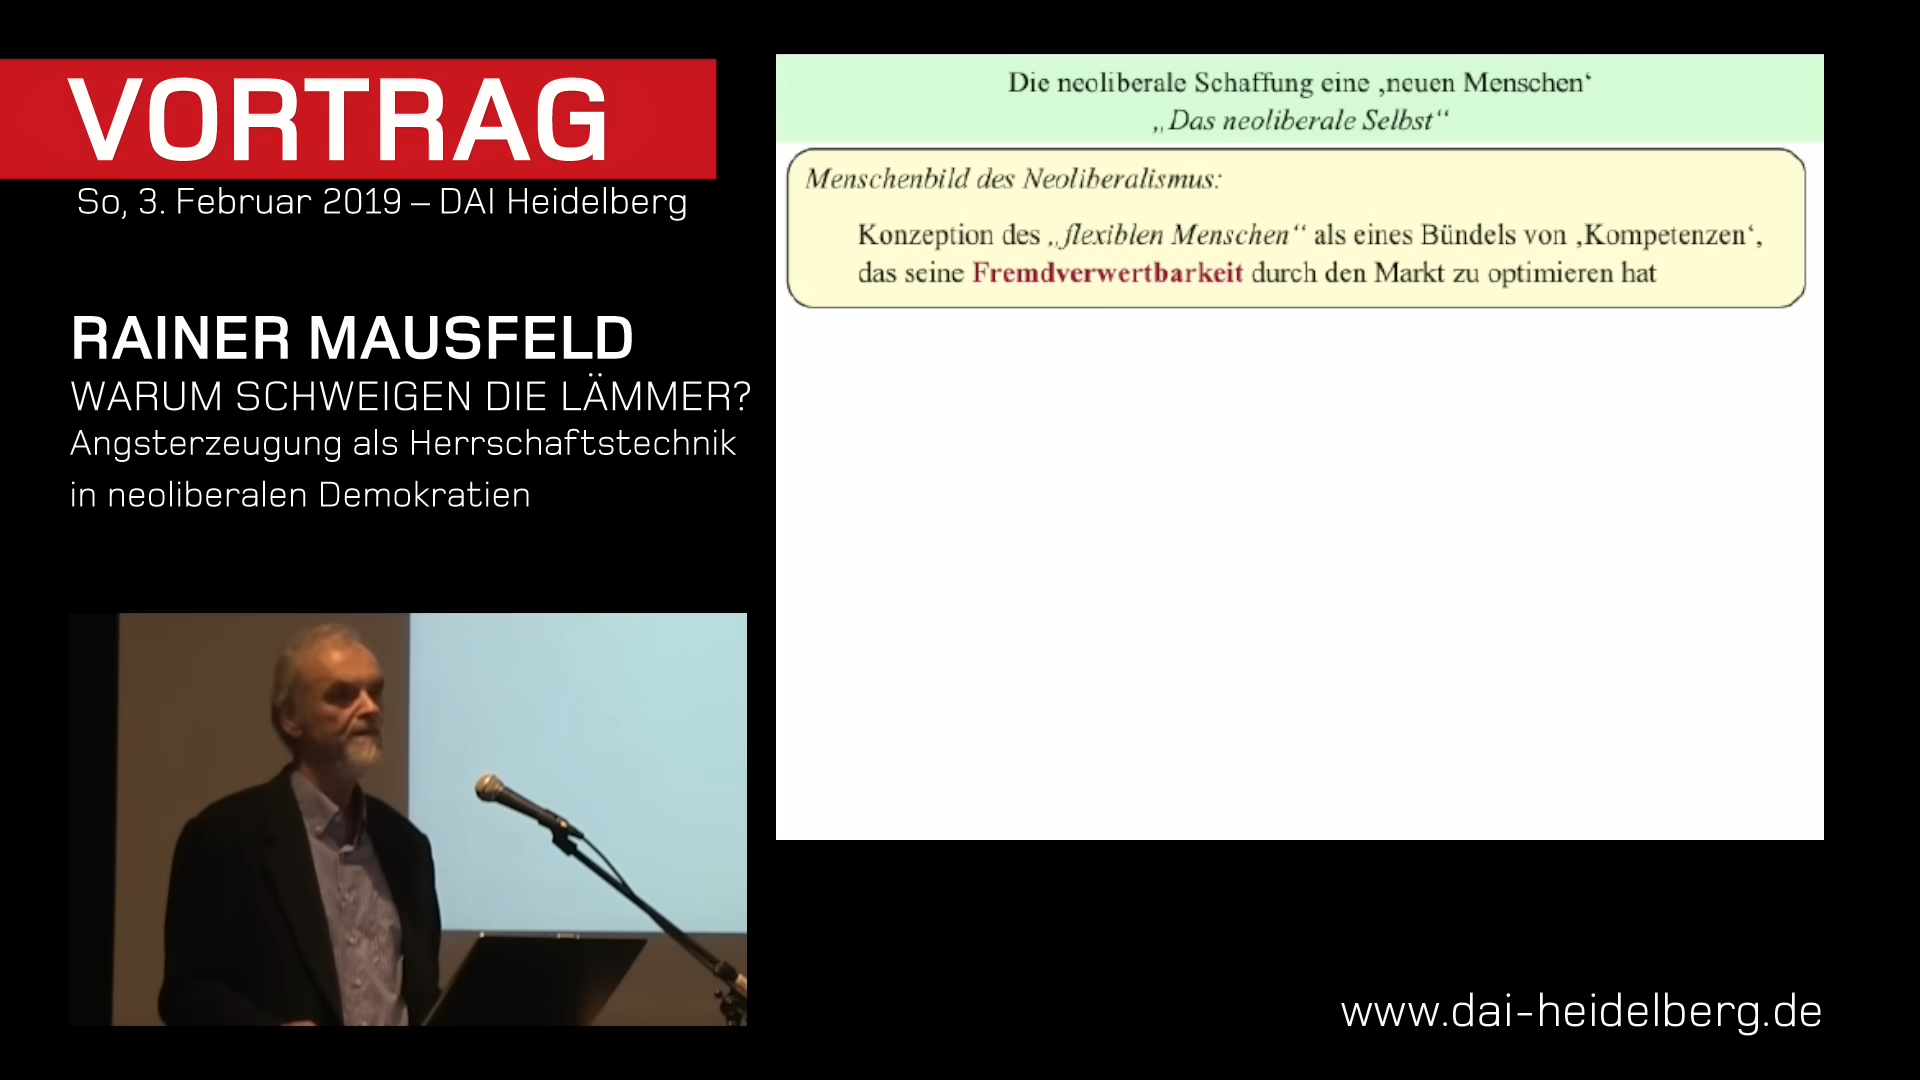 VORTRAG
So, 3. Februar 2019 – DAI Heidelberg
RAINER MAUSFELD
WARUM SCHWEIGEN DIE LÄMMER?
Angsterzeugung als Herrschaftstechnik
in neoliberalen Demokratien
Die neoliberale Schaffung eine ‚neuen Menschen‘
„Das neoliberale Selbst“
Menschenbild des Neoliberalismus:
Konzeption des „flexiblen Menschen“ als eines Bündels von ‚Kompetenzen‘,
das seine Fremdverwertbarkeit durch den Markt zu optimieren hat
www.dai-heidelberg.de